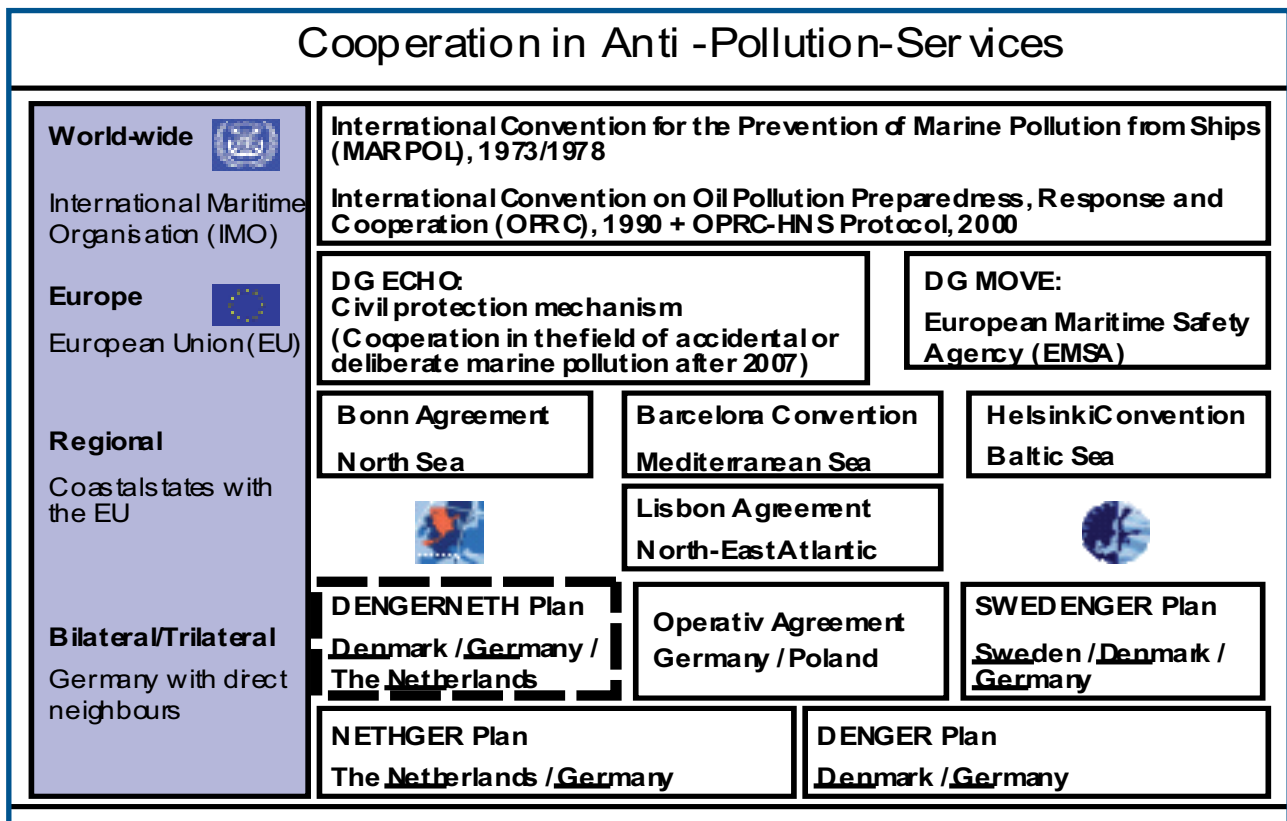 Cooperation in Anti -Pollution-Services
World-wide
International Maritime
Organisation (IMO)
International Convention for the Prevention of Marine Pollution from Ships
(MARPOL), 1973/1978
International Convention on Oil Pollution Preparedness, Response and
Cooperation (OPRC), 1990 + OPRC-HNS Protocol, 2000
Europe
European Union (EU)
DG ECHO:
Civil protection mechanism
(Cooperation in the field of accidental or
deliberate marine pollution after 2007)
DG MOVE:
European Maritime Safety
Agency (EMSA)
Regional
Coastal states with
the EU
Bonn Agreement
North Sea
Barcelona Convention
Mediterranean Sea
Helsinki Convention
Baltic Sea
Lisbon Agreement
North-East Atlantic
Bilateral/Trilateral
Germany with direct
neighbours
DENGERNETH Plan
Denmark / Germany /
The Netherlands
Operativ Agreement
Germany / Poland
SWEDENGER Plan
Sweden / Denmark /
Germany
NETHGER Plan
The Netherlands / Germany
DENGER Plan
Denmark / Germany